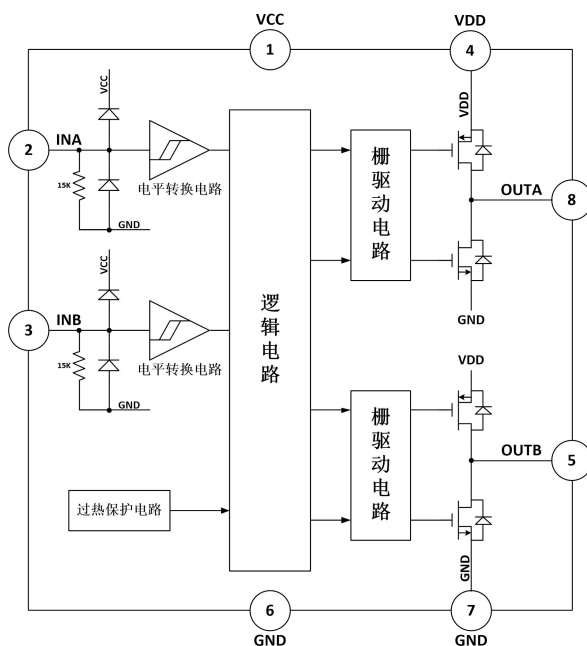 VCC
VDD
1
4
VCC
VDD
2
INA
15K
GND
电平转换电路
栅驱动电路
OUTA
8
GND
VCC
3
INB
15K
GND
电平转换电路
逻辑电路
VDD
栅驱动电路
OUTB
5
过热保护电路
GND
6
7
GND
GND